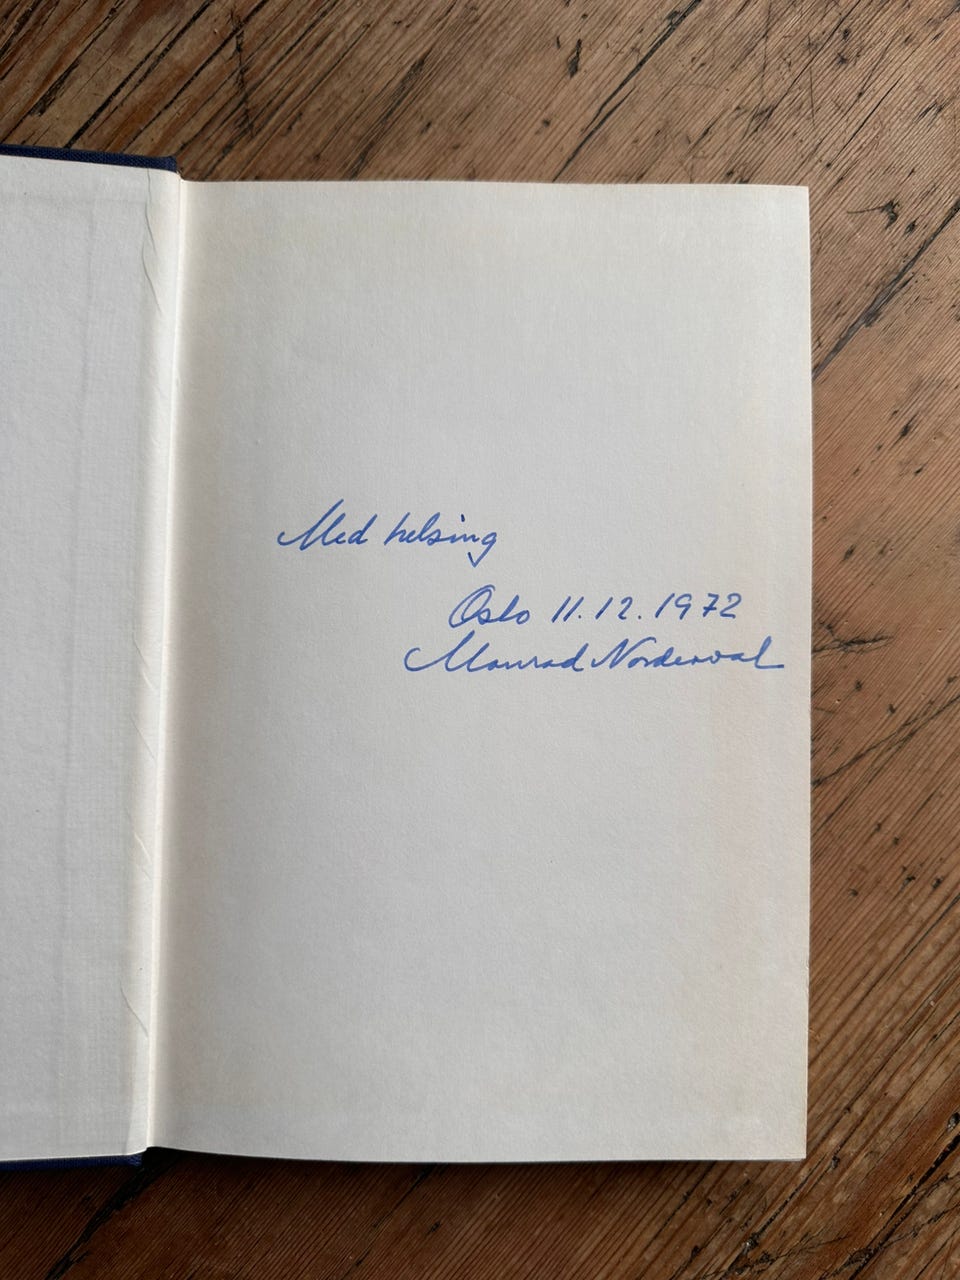 Med helsing
Oslo 11.12.1972
Monrad Norderval